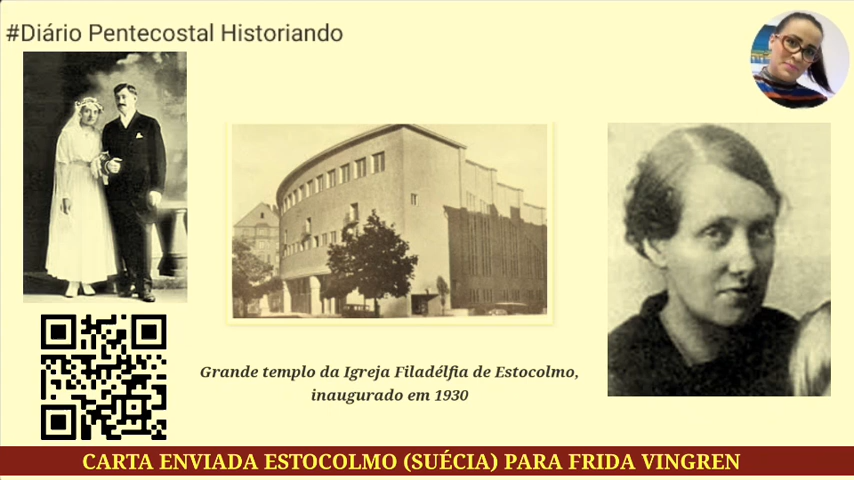 #Diário Pentecostal Historiando
Grande templo da Igreja Filadélfia de Estocolmo,
inaugurado em 1930
CARTA ENVIADA ESTOCOLMO (SUÉCIA) PARA FRIDA VINGREN